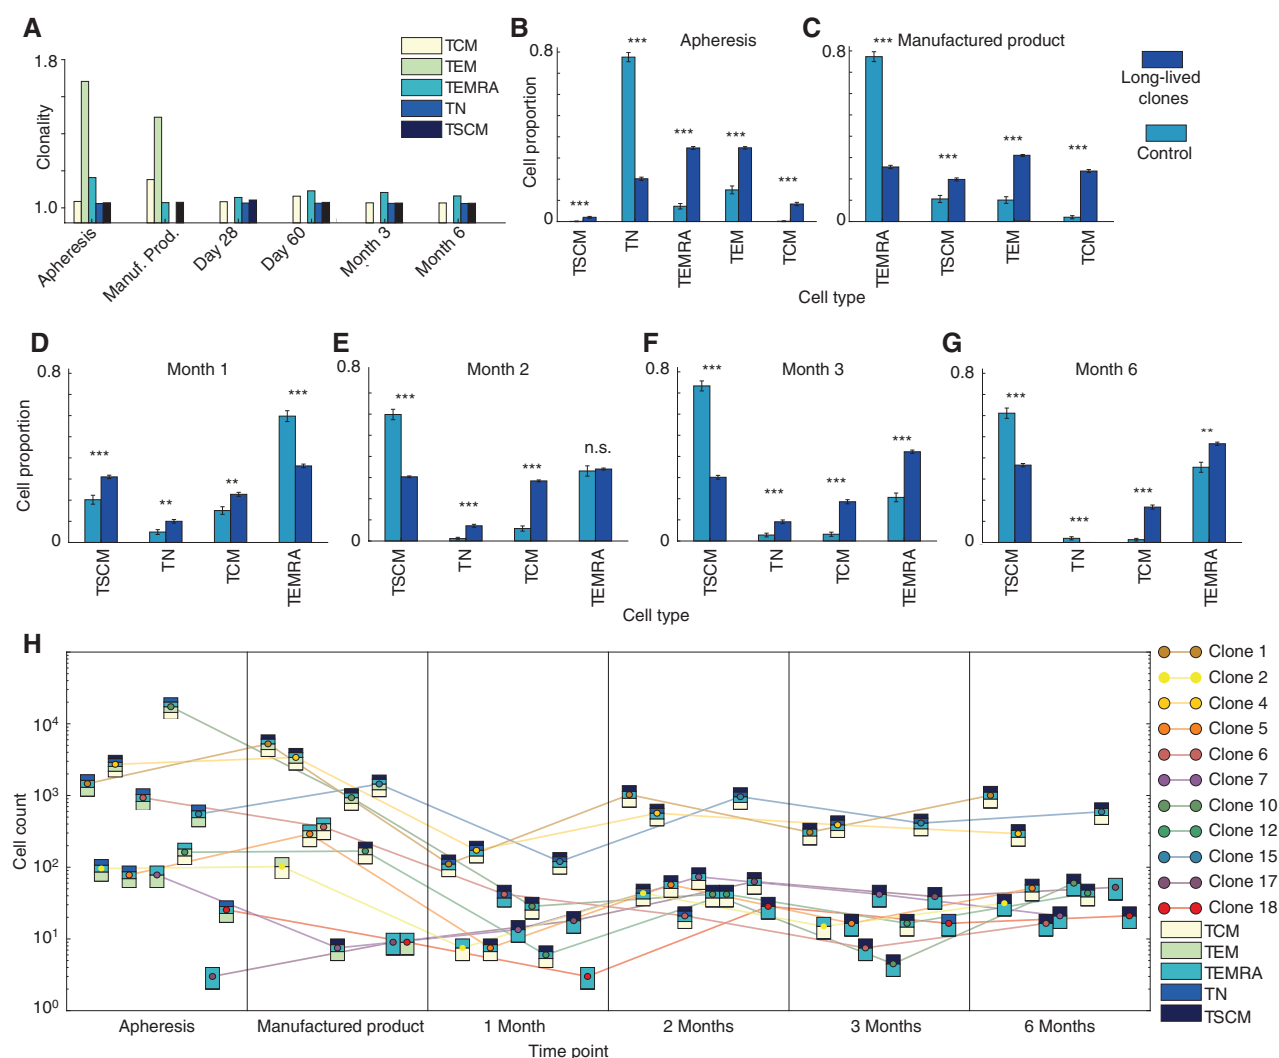 A
1.8
1.0
Clonality
TCM
TEM
TEMRA
TN
TSCM
Apheresis
Manuf. Prod.
Day 28
Day 60
Month 3
Month 6
B
Apheresis
0.8
0
Cell proportion
***
***
***
***
***
TSCM
TN
TEMRA
TEM
TCM
C
Manufactured product
0.8
0
***
***
***
***
TEMRA
TSCM
TEM
TCM
Cell type
Long-lived
clones
Control
D
Month 1
0.8
0
Cell proportion
***
**
**
***
TSCM
TN
TCM
TEMRA
E
Month 2
0.8
0
***
***
***
n.s.
TSCM
TN
TCM
TEMRA
F
Month 3
0.8
0
***
***
***
***
TSCM
TN
TCM
TEMRA
G
Month 6
0.8
0
***
***
***
**
TSCM
TN
TCM
TEMRA
Cell type
H
Cell count
10⁴
10³
10²
10¹
10⁰
Apheresis
Manufactured product
1 Month
2 Months
3 Months
6 Months
Time point
Clone 1
Clone 2
Clone 4
Clone 5
Clone 6
Clone 7
Clone 10
Clone 12
Clone 15
Clone 17
Clone 18
TCM
TEM
TEMRA
TN
TSCM